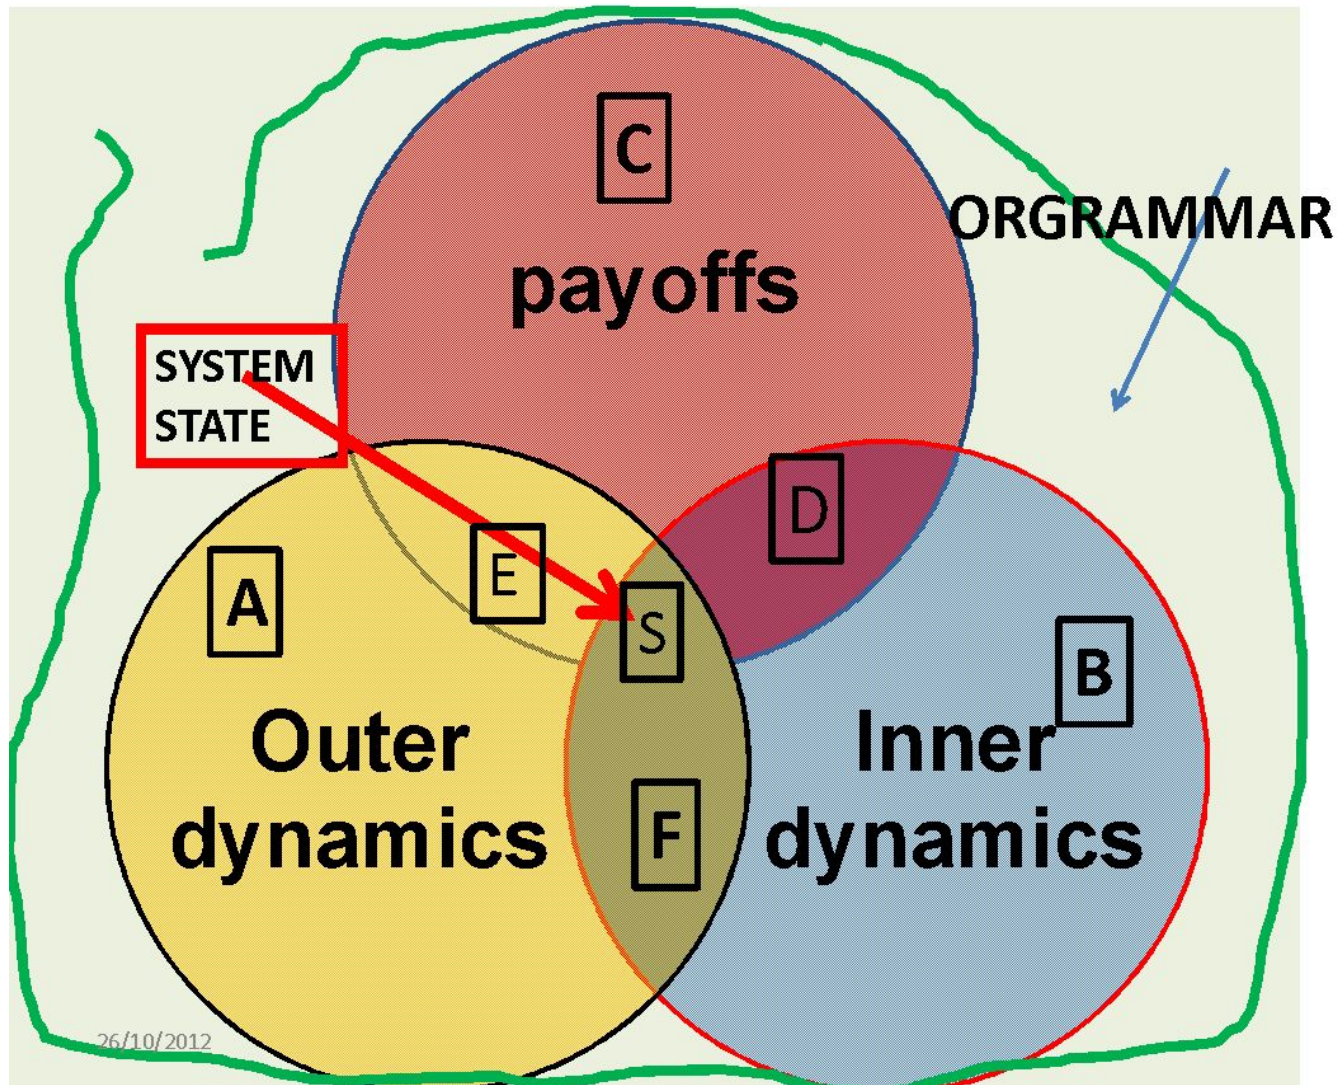 C
ORGRAMMAR
payoffs
SYSTEM
STATE
D
E
A
S
B
Outer
dynamics
Inner
dynamics
F
26/10/2012